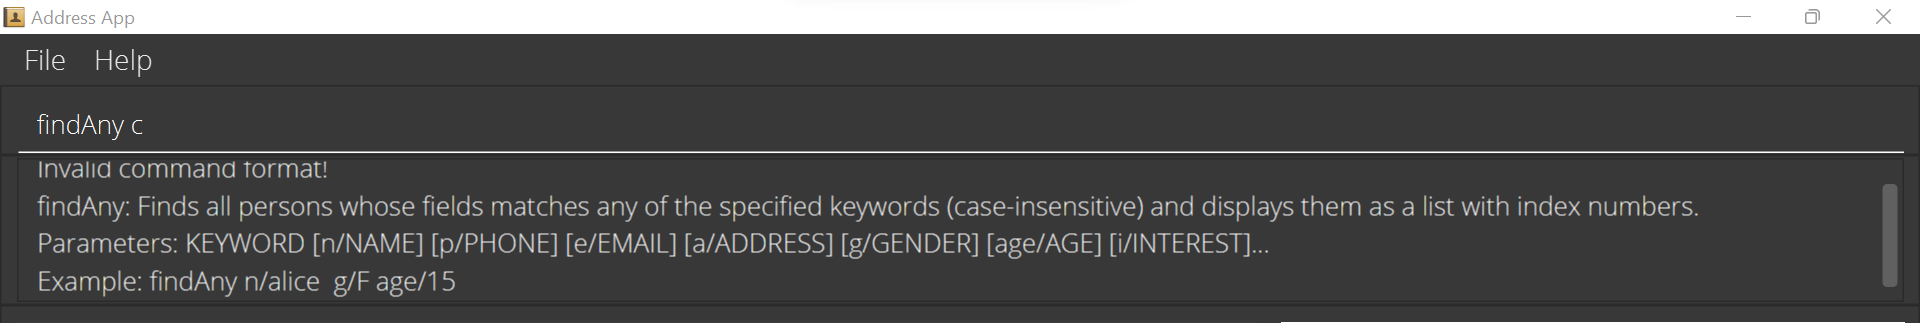 Address App
File Help
findAny c
Invalid command format!
findAny: Finds all persons whose fields matches any of the specified keywords (case-insensitive) and displays them as a list with index numbers.
Parameters: KEYWORD [n/NAME] [p/PHONE] [e/EMAIL] [a/ADDRESS] [g/GENDER] [age/AGE] [i/INTEREST]...
Example: findAny n/alice  g/F age/15